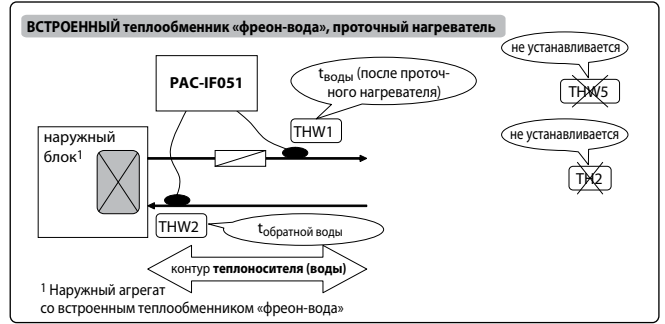 ВСТРОЕННЫЙ теплообменник «фреон-вода», проточный нагреватель
PAC-IF051
tводы (после проточ-
ного нагревателя)
THW1
не устанавливается
THW5
не устанавливается
TH2
наружный
блок1
THW2
tобратной воды
контур теплоносителя (воды)
1 Наружный агрегат
со встроенным теплообменником «фреон-вода»